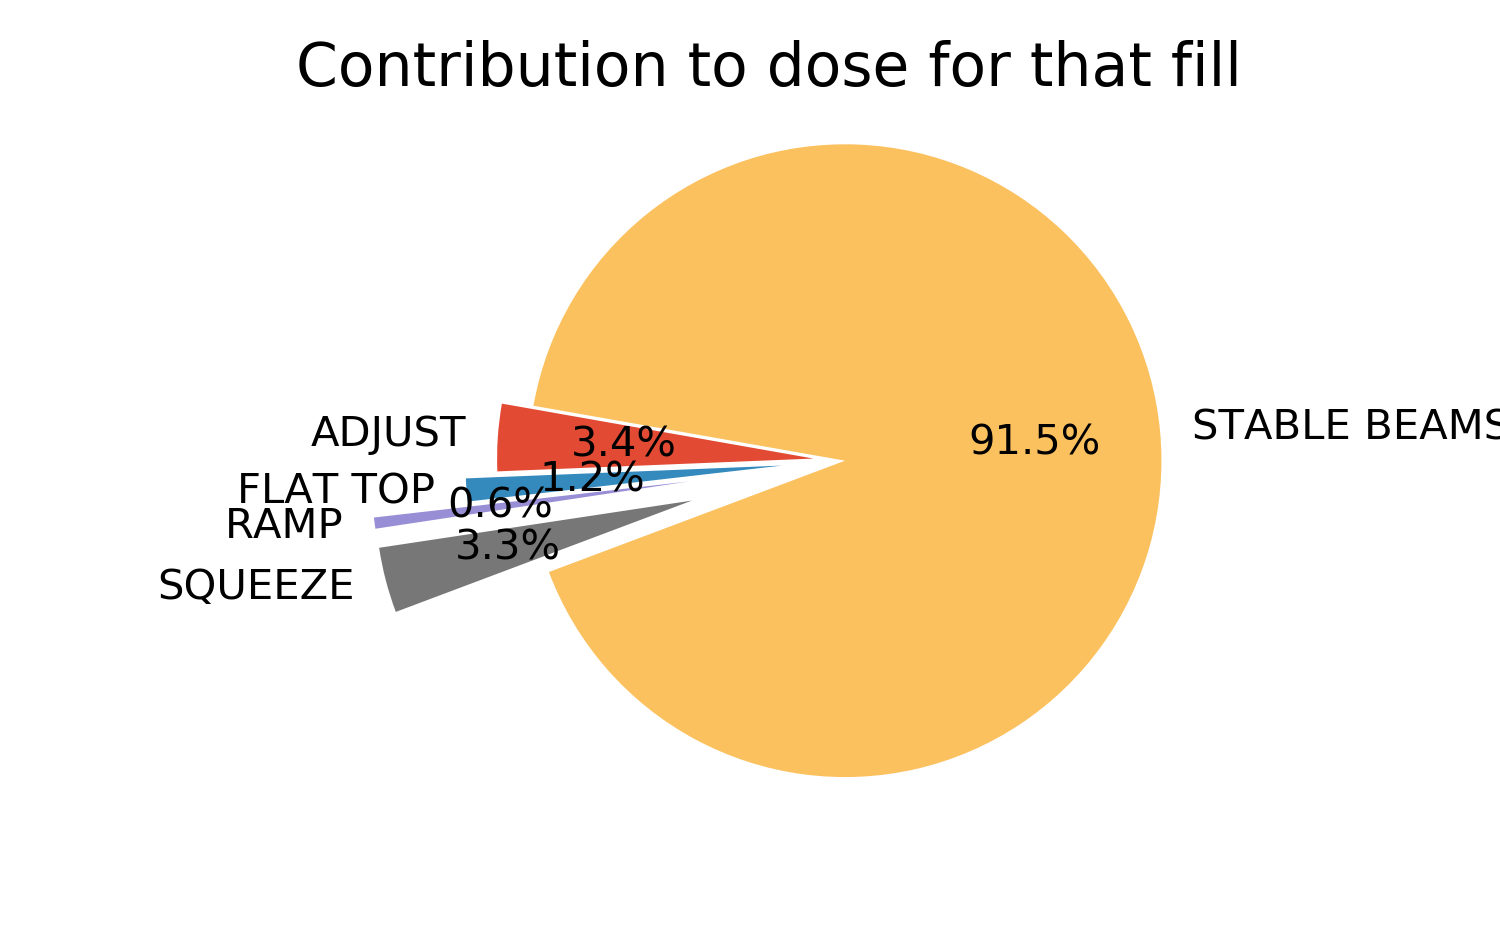 Contribution to dose for that fill
ADJUST
3.4%
FLAT TOP
1.2%
RAMP
0.6%
SQUEEZE
3.3%
91.5%
STABLE BEAMS